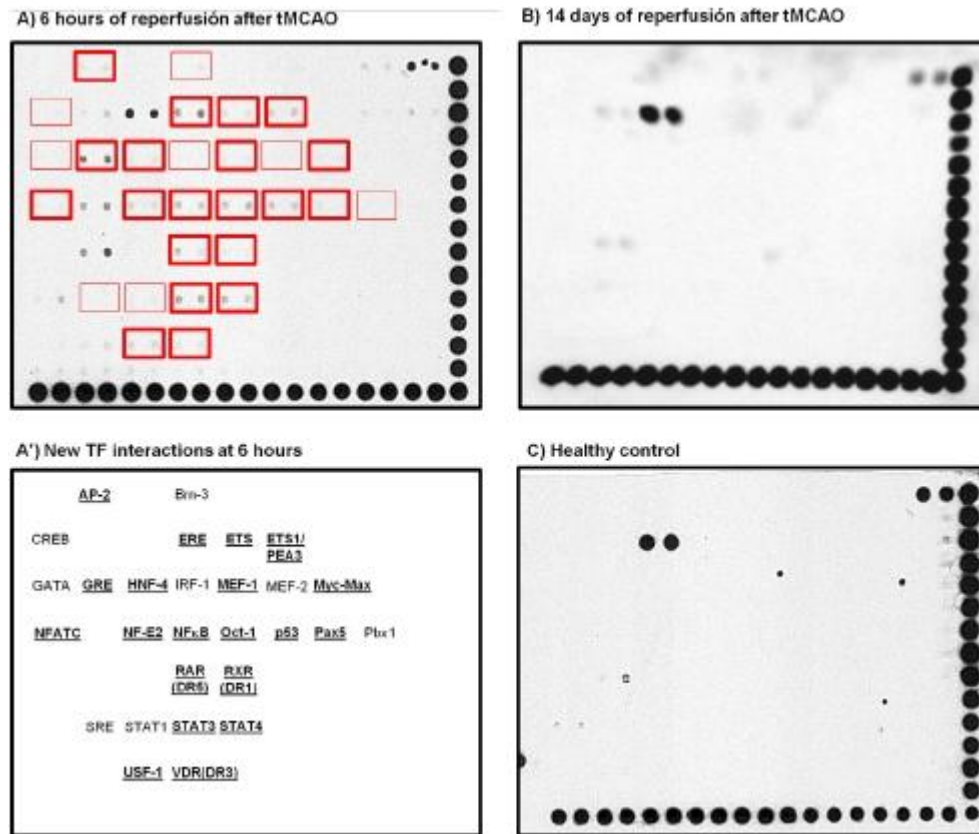 A) 6 hours of reperfusión after tMCAO
B) 14 days of reperfusión after tMCAO
A') New TF interactions at 6 hours
C) Healthy control
AP-2 Brn-3
CREB ERE ETS ETS1/
PEA3
GATA GRE HNF-4 IRF-1 MEF-1 MEF-2 Myc-Max
NFATC NF-E2 NFκB Oct-1 p53 Pax5 Pbx1
RAR RXR
(DR5) (DR1)
SRE STAT1 STAT3 STAT4
USF-1 VDR(DR3)